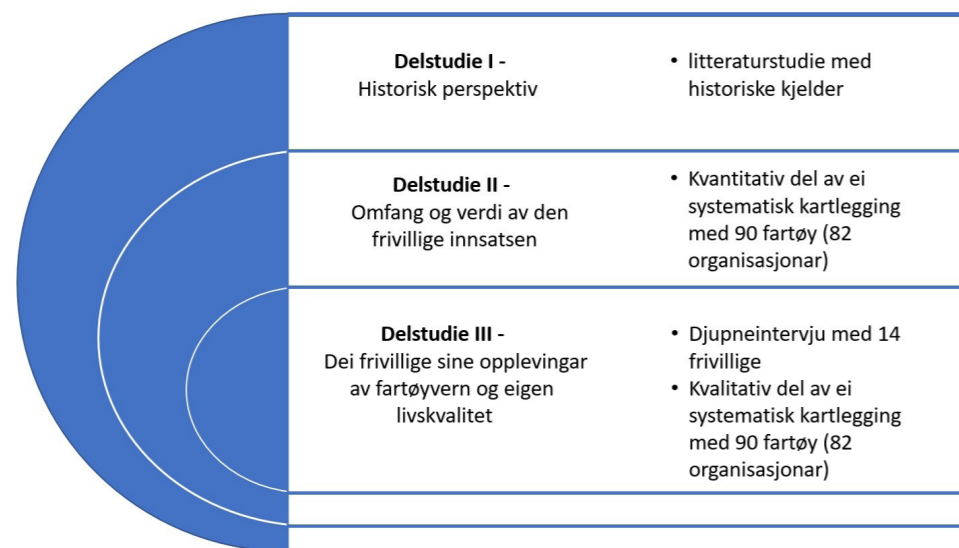 Delstudie I -
Historisk perspektiv
• litteraturstudie med
historiske kjelder
Delstudie II -
Omfang og verdi av den
frivillige innsatsen
• Kvantitativ del av ei
systematisk kartlegging
med 90 fartøy (82
organisasjonar)
Delstudie III -
Dei frivillige sine opplevingar
av fartøyvern og eigen
livskvalitet
• Djupneintervju med 14
frivillige
• Kvalitativ del av ei
systematisk kartlegging
med 90 fartøy (82
organisasjonar)